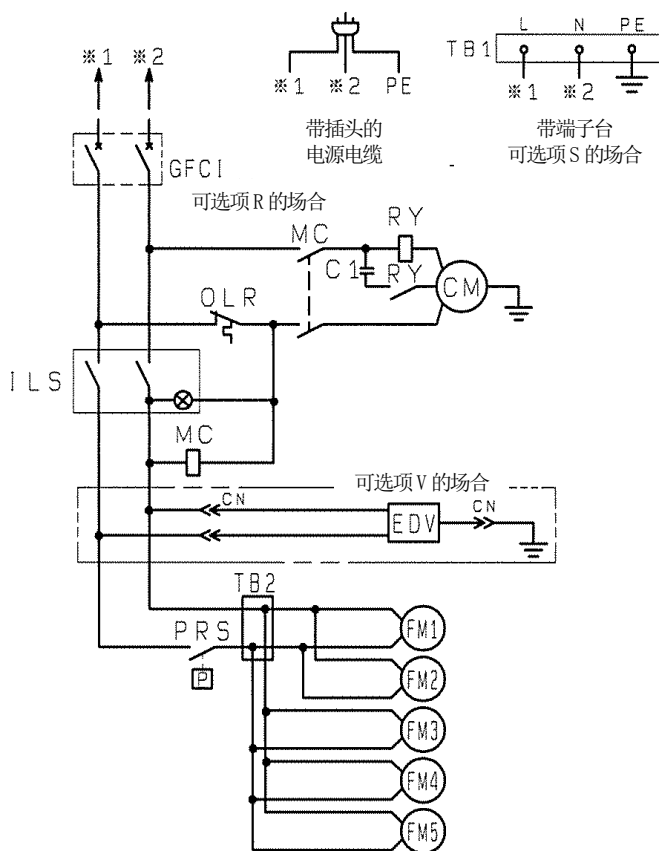 ※1 ※2
※1 ※2 PE
带插头的
电源电缆
L N PE
TB1
※1 ※2
带端子台
可选项S的场合
-
GFCI
可选项R的场合
MC RY
C1 RY
CM
OLR
ILS
MC
可选项V的场合
CN
EDV
CN
TB2
PRS
P
FM1
FM2
FM3
FM4
FM5